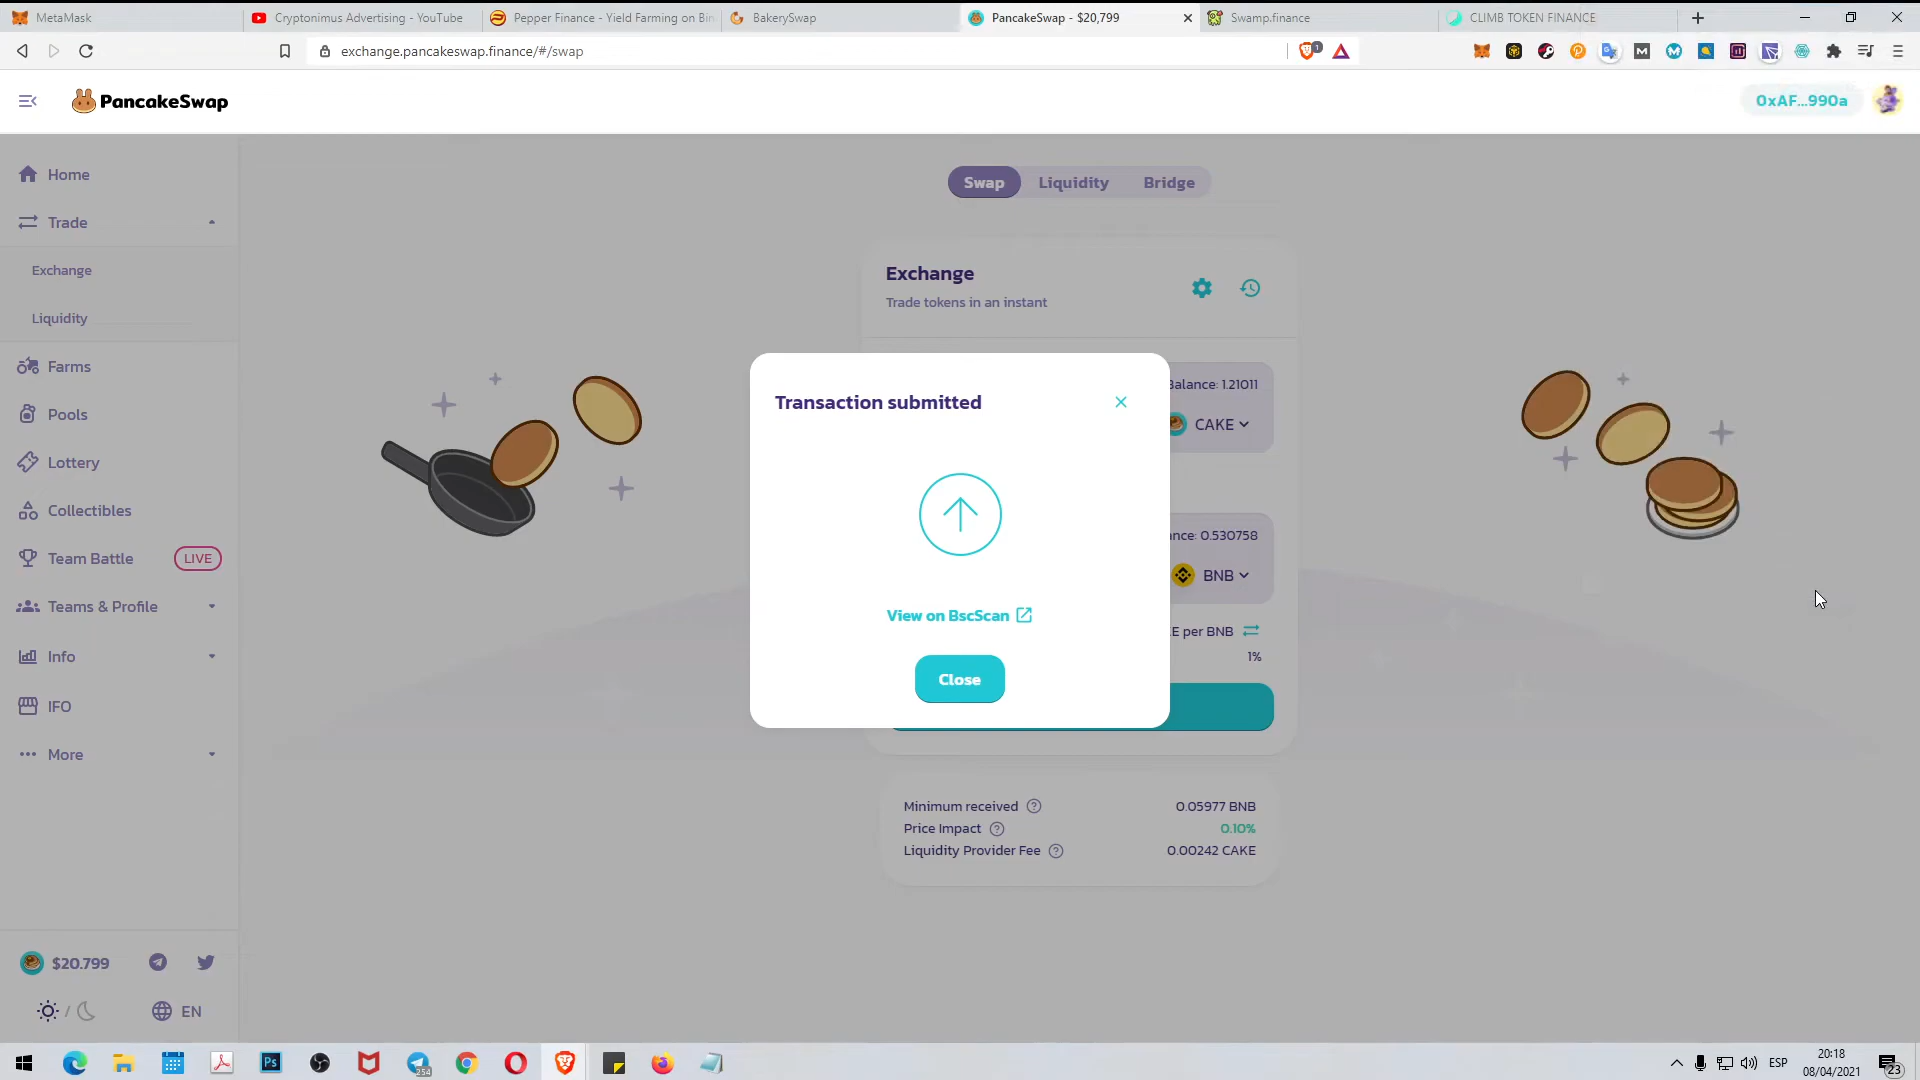 MetaMask
Cryptonimus Advertising - YouTube
Pepper Finance - Yield Farming on Bin
BakerySwap
PancakeSwap - $20,799
Swamp.finance
CLIMB TOKEN FINANCE
exchange.pancakeswap.finance/#/swap
1
PancakeSwap
0xAF...990a
Home
Trade
Exchange
Liquidity
Farms
Pools
Lottery
Collectibles
Team Battle
LIVE
Teams & Profile
Info
IFO
More
$20.799
/
EN
Swap
Liquidity
Bridge
Exchange
Trade tokens in an instant
Balance: 1.21011
CAKE
nce: 0.530758
BNB
E per BNB
1%
Transaction submitted
View on BscScan
Close
Minimum received
0.05977 BNB
Price Impact
0.10%
Liquidity Provider Fee
0.00242 CAKE
Ps
254
ESP
20:18
08/04/2021
23